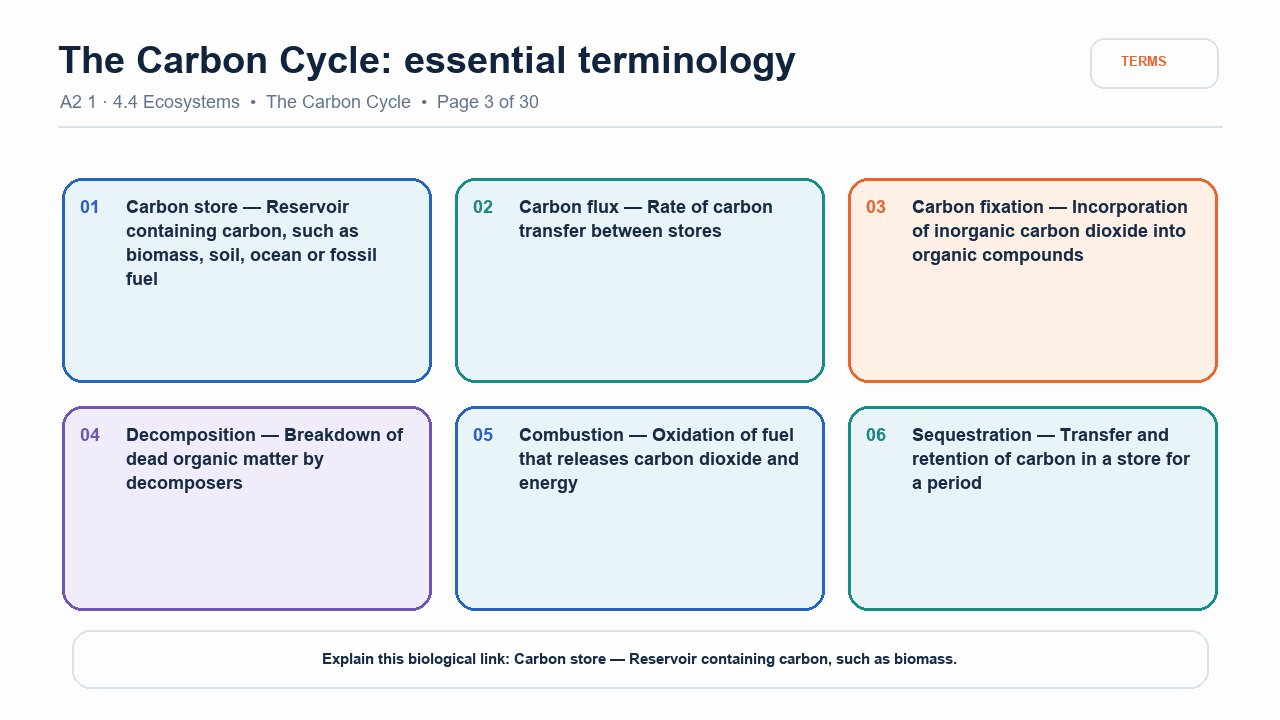 The Carbon Cycle: essential terminology
TERMS
A2 1 · 4.4 Ecosystems • The Carbon Cycle • Page 3 of 30
01
Carbon store — Reservoir
containing carbon, such as
biomass, soil, ocean or fossil
fuel
02
Carbon flux — Rate of carbon
transfer between stores
03
Carbon fixation — Incorporation
of inorganic carbon dioxide into
organic compounds
04
Decomposition — Breakdown of
dead organic matter by
decomposers
05
Combustion — Oxidation of fuel
that releases carbon dioxide and
energy
06
Sequestration — Transfer and
retention of carbon in a store for
a period
Explain this biological link: Carbon store — Reservoir containing carbon, such as biomass.